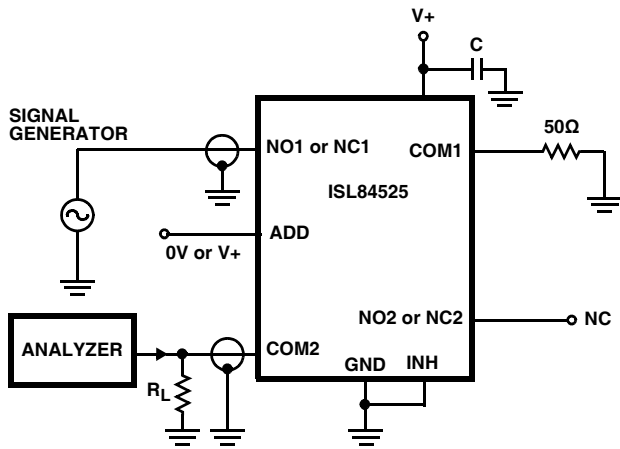 V+
C
SIGNAL
GENERATOR
50Ω
NO1 or NC1
COM1
ISL84525
ADD
0V or V+
NO2 or NC2
NC
ANALYZER
COM2
GND
INH
RL